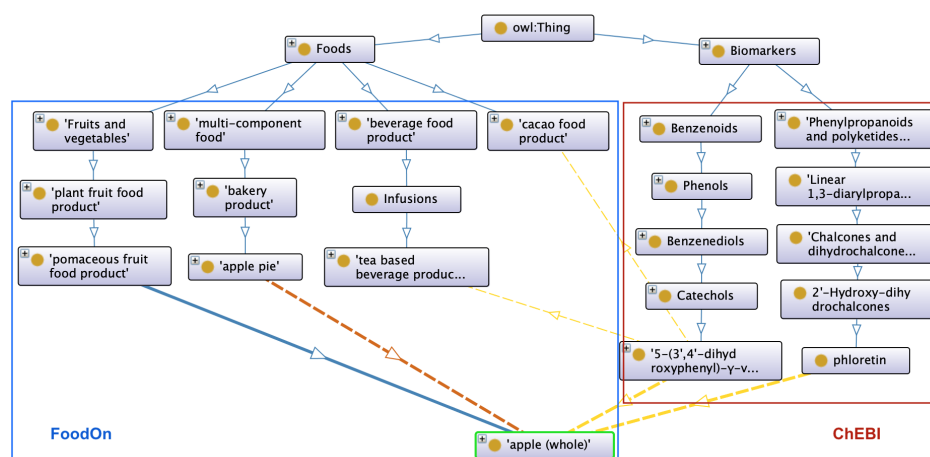 owl:Thing
Foods
Biomarkers
'Fruits and
vegetables'
'multi-component
food'
'beverage food
product'
'cacao food
product'
Benzenoids
'Phenylpropanoids
and polyketides...
'plant fruit food
product'
'bakery
product'
Infusions
Phenols
'Linear
1,3-diarylpropa...
'pomaceous fruit
food product'
'apple pie'
'tea based
beverage produc...
Benzenediols
'Chalcones and
dihydrochalcone...
Catechols
2'-Hydroxy-dihy
drochalcones
'5-(3',4'-dihyd
roxyphenyl)-γ-v...
phloretin
FoodOn
'apple (whole)'
ChEBI